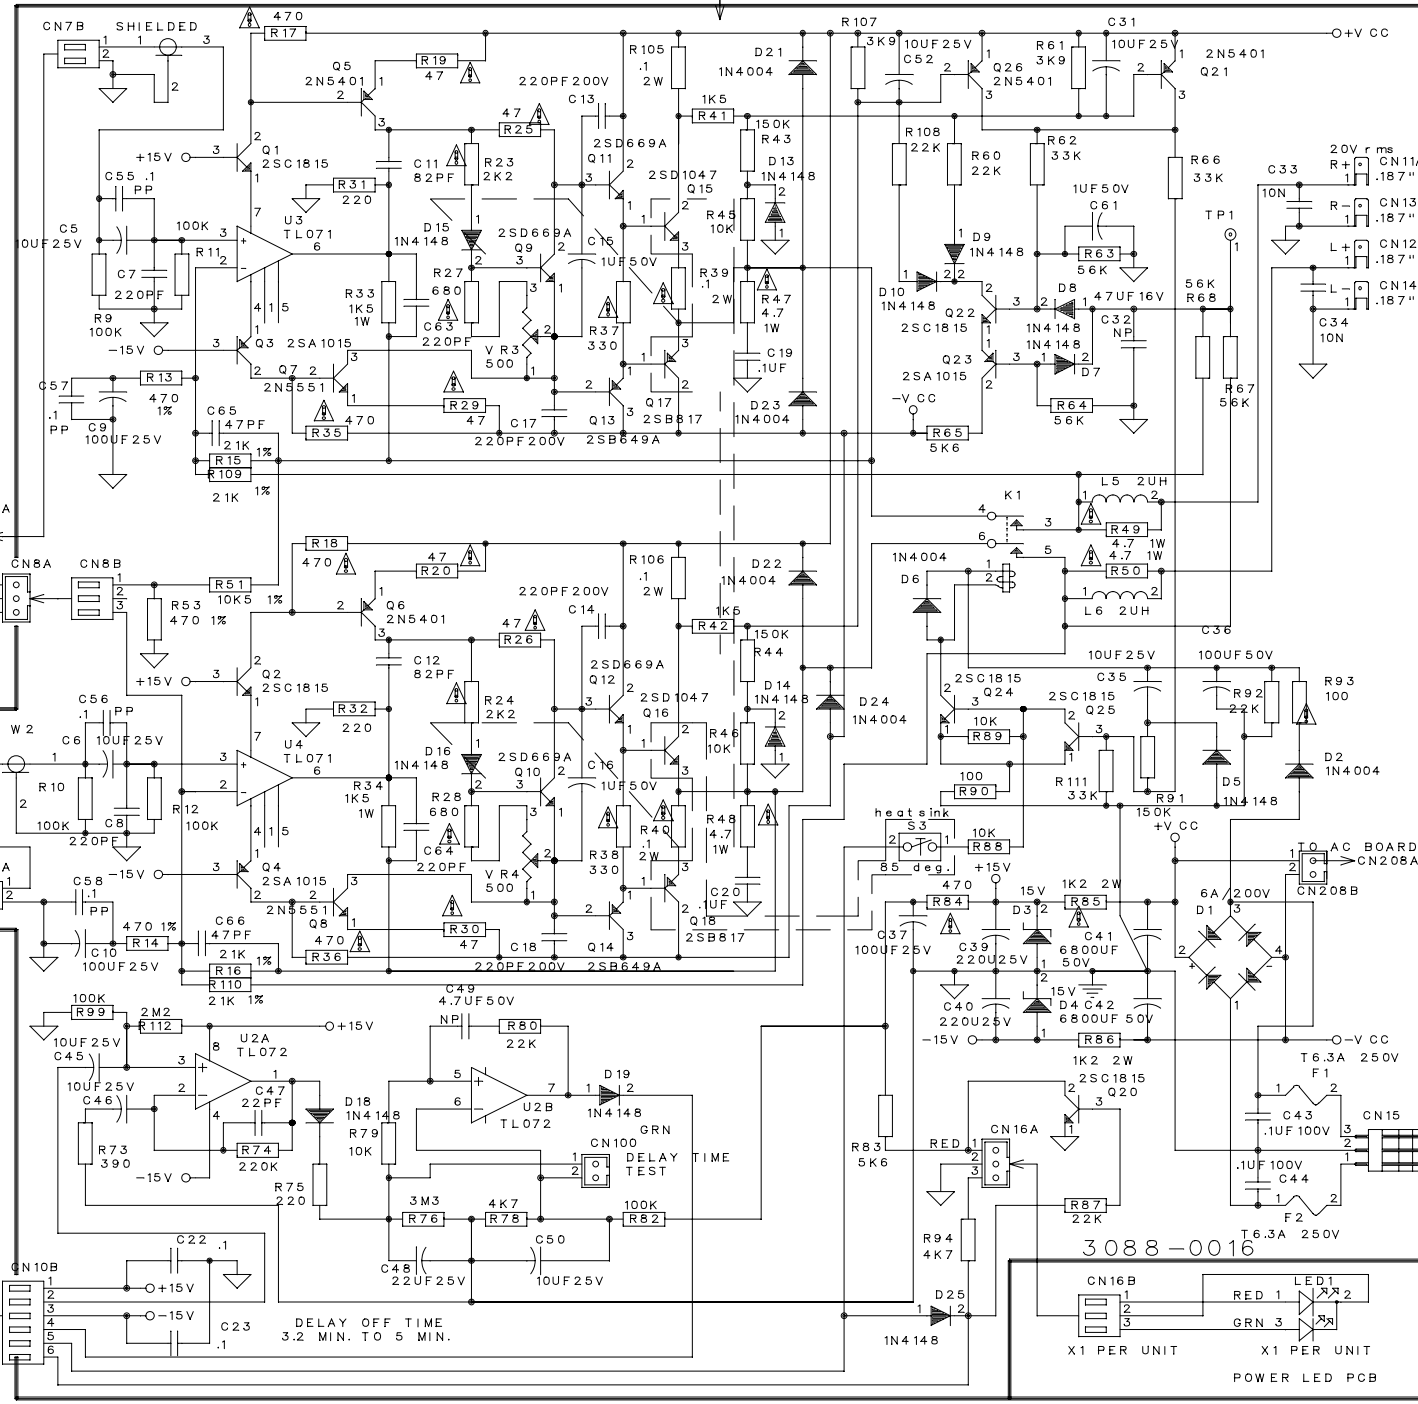 CN7B SHIELDED 470 R17
R107 3K9 C31 10UF25V
+V CC
Q5 2N5401 R19 47
R105 .1 2W D21 1N4004
10UF25V C52 Q26 2N5401
R61 3K9 2N5401 Q21
220PF200V C13 47 R25 1K5 R41
+15V Q1 2SC1815
C11 82PF R23 2K2
2SD669A Q11 2SD1047 Q15
150K R43 D13 1N4148
R108 22K R60 22K R62 33K R66 33K
20V rms R+ CN11A .187"
R- CN13 .187"
L+ CN12 .187"
L- CN14 .187"
C33 10N
C34 10N
C55 .1 PP
C5 10UF25V
R31 220
100K R11
U3 TL071
D15 1N4148
2SD669A Q9
C15 1UF50V
R45 10K
1UF50V C61
TP1
D9 1N4148
R63 56K
C7 220PF
R9 100K
R33 1K5 1W
C63 220PF
R27 680
R39 .1 2W
R47 4.7 1W
D10 1N4148
Q22 2SC1815
D8 1N4148
47UF16V C32 NP
56K R68
-15V Q3 2SA1015
VR3 500
R37 330
C19 .1UF
Q23 2SA1015
1N4148 D7
R67 56K
C57 .1 PP
C9 100UF25V
R13 470 1%
Q7 2N5551
R29 47
C17 220PF200V
Q13 2SB649A
Q17 2SB817
D23 1N4004
-V CC
R64 56K
C65 47PF
470 R35
R65 5K6
21K R15 1%
R109 21K 1%
K1
L5 2UH
R49 4.7 1W
4.7 1W R50
L6 2UH
CN8A CN8B
R18 470
47 R20
R106 .1 2W
D22 1N4004
1N4004 D6
R51 10K5 1%
R53 470 1%
Q6 2N5401
220PF200V C14
47 R26
1K5 R42
150K R44
C36 100UF50V
+15V Q2 2SC1815
C12 82PF
R24 2K2
2SD669A Q12
2SD1047 Q16
D14 1N4148
D24 1N4004
2SC1815 Q24
2SC1815 Q25
10UF25V C35
R92 22K
R93 100
C56 .1 PP
W2
C6 10UF25V
R32 220
U4 TL071
D16 1N4148
2SD669A Q10
C16 1UF50V
R46 10K
10K R89
100 R90
R111 33K
R91 150K
D5 1N4148
D2 1N4004
R10 100K
C8 220PF
R12 100K
R34 1K5 1W
C64 220PF
R28 680
R40 .1 2W
R48 4.7 1W
heatsink S3
85 deg.
10K R88
+V CC
TO AC BOARD CN208A
CN208B
-15V Q4 2SA1015
VR4 500
R38 330
C20 .1UF
+15V
C58 .1 PP
C10 100UF25V
470 1% R14
C66 47PF
2N5551 Q8
470 R36
R30 47
C18 220PF200V
Q14 2SB649A
Q18 2SB817
C37 100UF25V
470 R84
15V D3
1K2 2W R85
6A/200V D1
C39 220U25V
C41 6800UF 50V
21K R16 1%
R110 21K 1%
C40 220U25V
15V D4
C42 6800UF 50V
-15V
R86 1K2 2W
-V CC
100K R99
2M2 R112
+15V
C49 4.7UF50V NP
R80 22K
T6.3A 250V F1
10UF25V C45
10UF25V C46
U2A TL072
C47 22PF
D18 1N4148
R79 10K
U2B TL072
D19 1N4148
GRN
CN100
DELAY TIME TEST
R83 5K6
RED
CN16A
2SC1815 Q20
C43 .1UF100V
.1UF100V C44
CN15
R73 390
R74 220K
-15V
R75 220
3M3 R76
4K7 R78
100K R82
R87 22K
R94 4K7
F2 T6.3A 250V
3088-0016
CN10B
C22 .1
+15V
-15V
C23 .1
C48 22UF25V
C50 10UF25V
DELAY OFF TIME
3.2 MIN. TO 5 MIN.
D25 1N4148
CN16B
RED 1 LED1 2
GRN 3
X1 PER UNIT X1 PER UNIT
POWER LED PCB